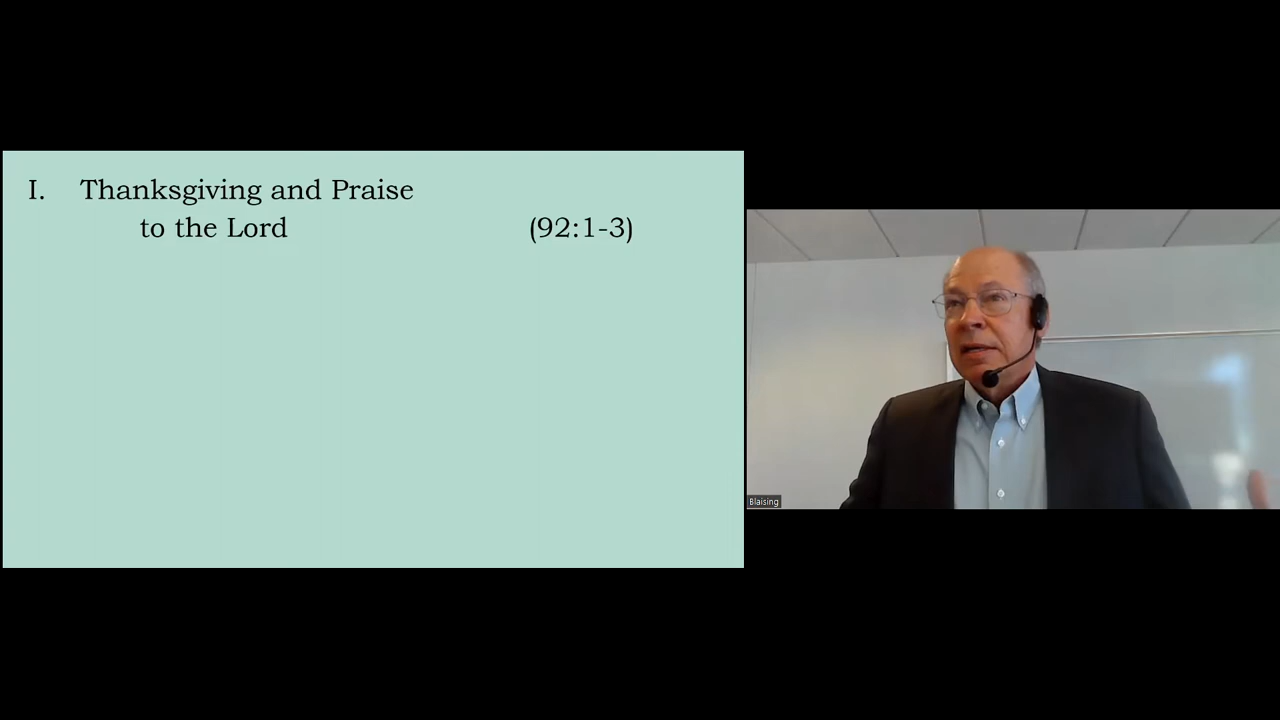 I. Thanksgiving and Praise
to the Lord (92:1-3)
Blaising